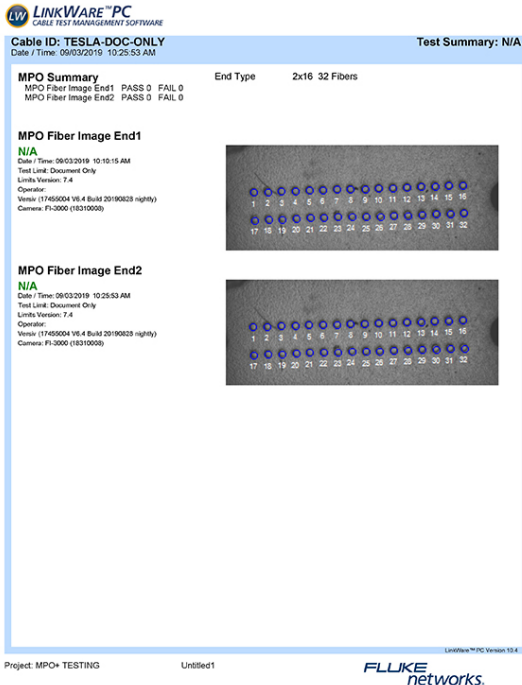 LW LINKWARE™PC
CABLE TEST MANAGEMENT SOFTWARE
Cable ID: TESLA-DOC-ONLY Test Summary: N/A
Date / Time: 09/03/2019 10:25:53 AM
MPO Summary End Type 2x16 32 Fibers
MPO Fiber Image End1 PASS 0 FAIL 0
MPO Fiber Image End2 PASS 0 FAIL 0
MPO Fiber Image End1
N/A
Date / Time: 09/03/2019 10:10:15 AM
Test Limit: Document Only
Limits Version: 7.4
Operator:
Versiv (17455004 V6.4 Build 20190828 nightly)
Camera: FI-3000 (18310008)
1 2 3 4 5 6 7 8 9 10 11 12 13 14 15 16
17 18 19 20 21 22 23 24 25 26 27 28 29 30 31 32
MPO Fiber Image End2
N/A
Date / Time: 09/03/2019 10:25:53 AM
Test Limit: Document Only
Limits Version: 7.4
Operator:
Versiv (17455004 V6.4 Build 20190828 nightly)
Camera: FI-3000 (18310008)
1 2 3 4 5 6 7 8 9 10 11 12 13 14 15 16
17 18 19 20 21 22 23 24 25 26 27 28 29 30 31 32
LinkWare™ PC Version 10.4
Project: MPO+ TESTING Untitled1
FLUKE
networks.